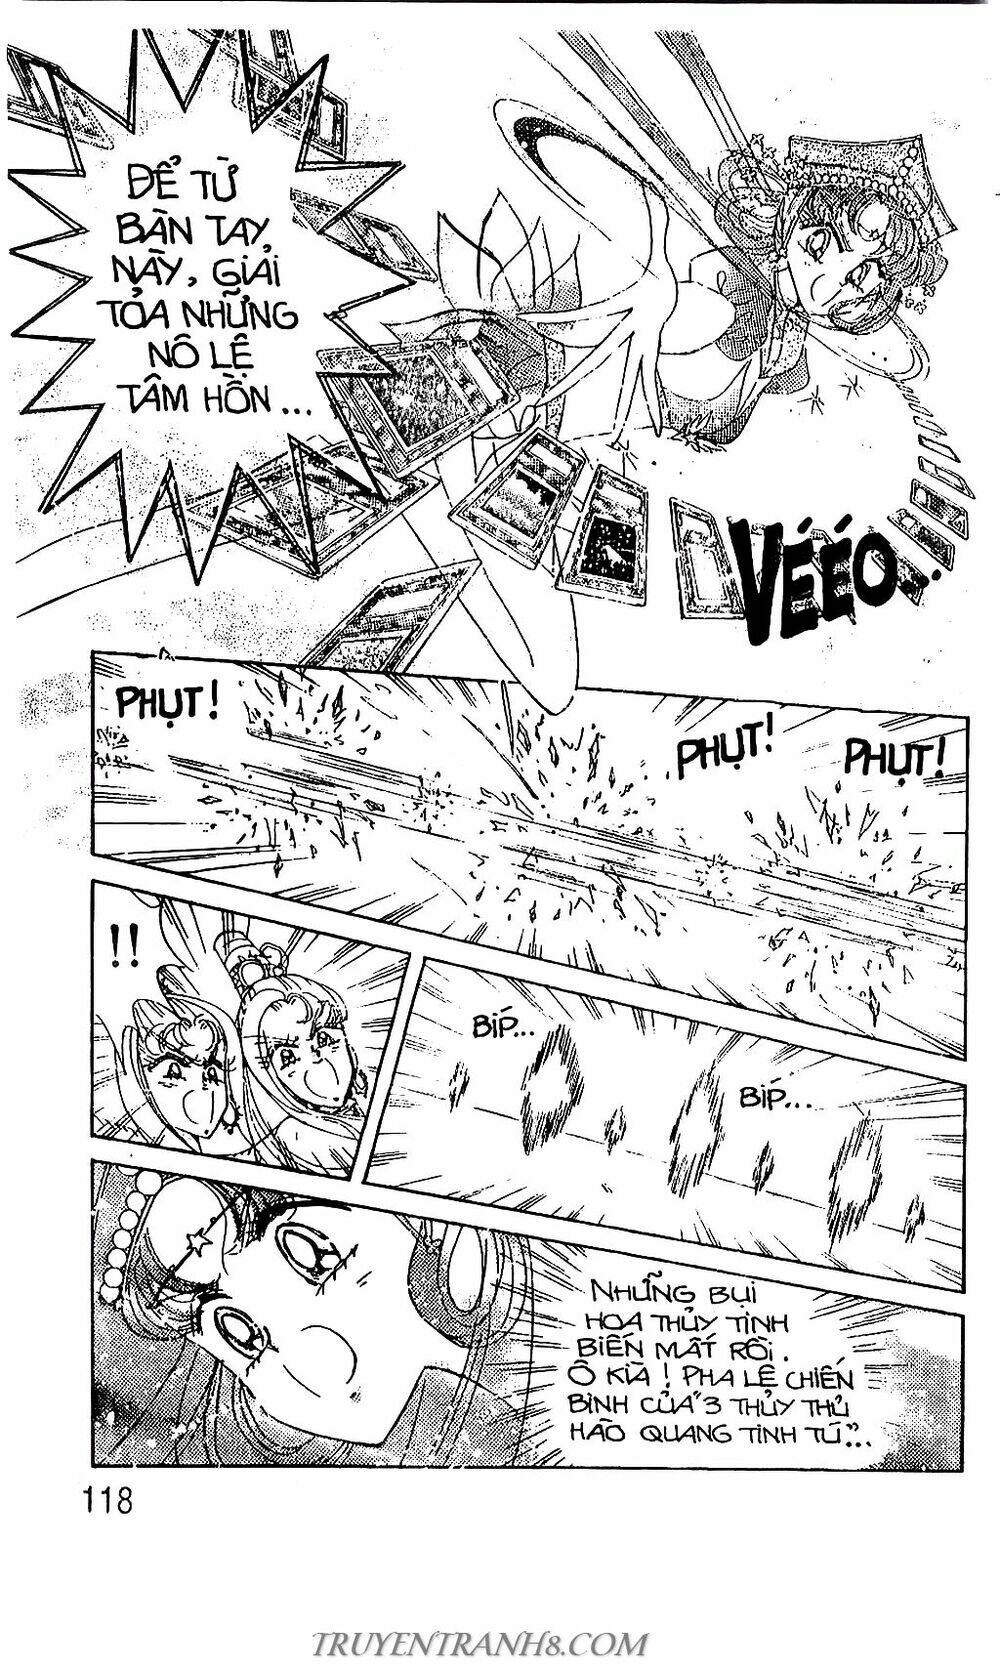 ĐỂ TỪ
BÀN TAY
NÀY, GIẢI
TỎA NHỮNG
NÔ LỆ
TÂM HỒN...
VÉÉO...
PHỤT!
PHỤT!
PHỤT!
!!
BÍP...
BÍP...
NHỮNG BỤI
HOA THỦY TINH
BIẾN MẤT RỒI.
Ô KÌA! PHA LÊ CHIẾN
BINH CỦA "3 THỦY THỦ
HÀO QUANG TINH TÚ"...
118
TRUYENTRANH8.COM